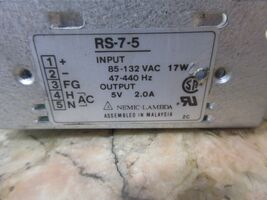 RS-7-5
1 +
2 -
3 FG
4 H AC
5 N
INPUT
85-132 VAC 17W
47-440 Hz
OUTPUT
5V 2.0A
NEMIC-LAMBDA
ASSEMBLED IN MALAYSIA
2C